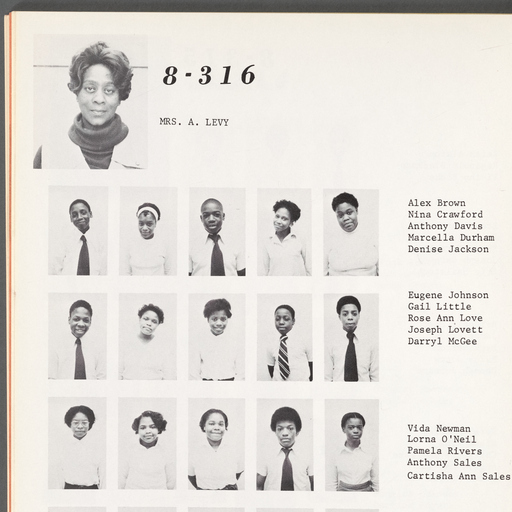 8-316
MRS. A. LEVY
Alex Brown
Nina Crawford
Anthony Davis
Marcella Durham
Denise Jackson
Eugene Johnson
Gail Little
Rose Ann Love
Joseph Lovett
Darryl McGee
Vida Newman
Lorna O'Neil
Pamela Rivers
Anthony Sales
Cartisha Ann Sales